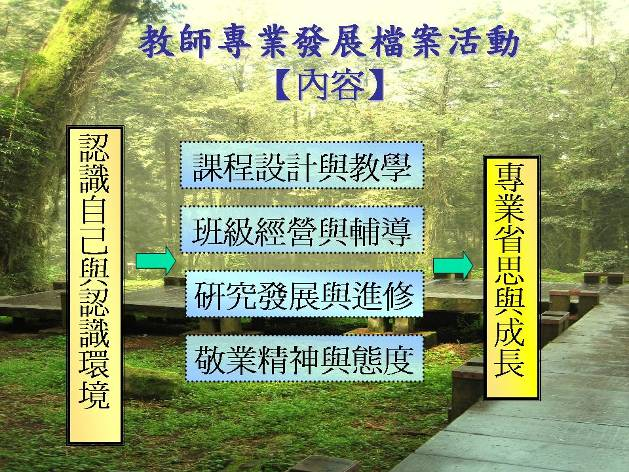 教師專業發展檔案活動
【內容】
認識自己與認識環境
課程設計與教學
班級經營與輔導
研究發展與進修
敬業精神與態度
專業省思與成長